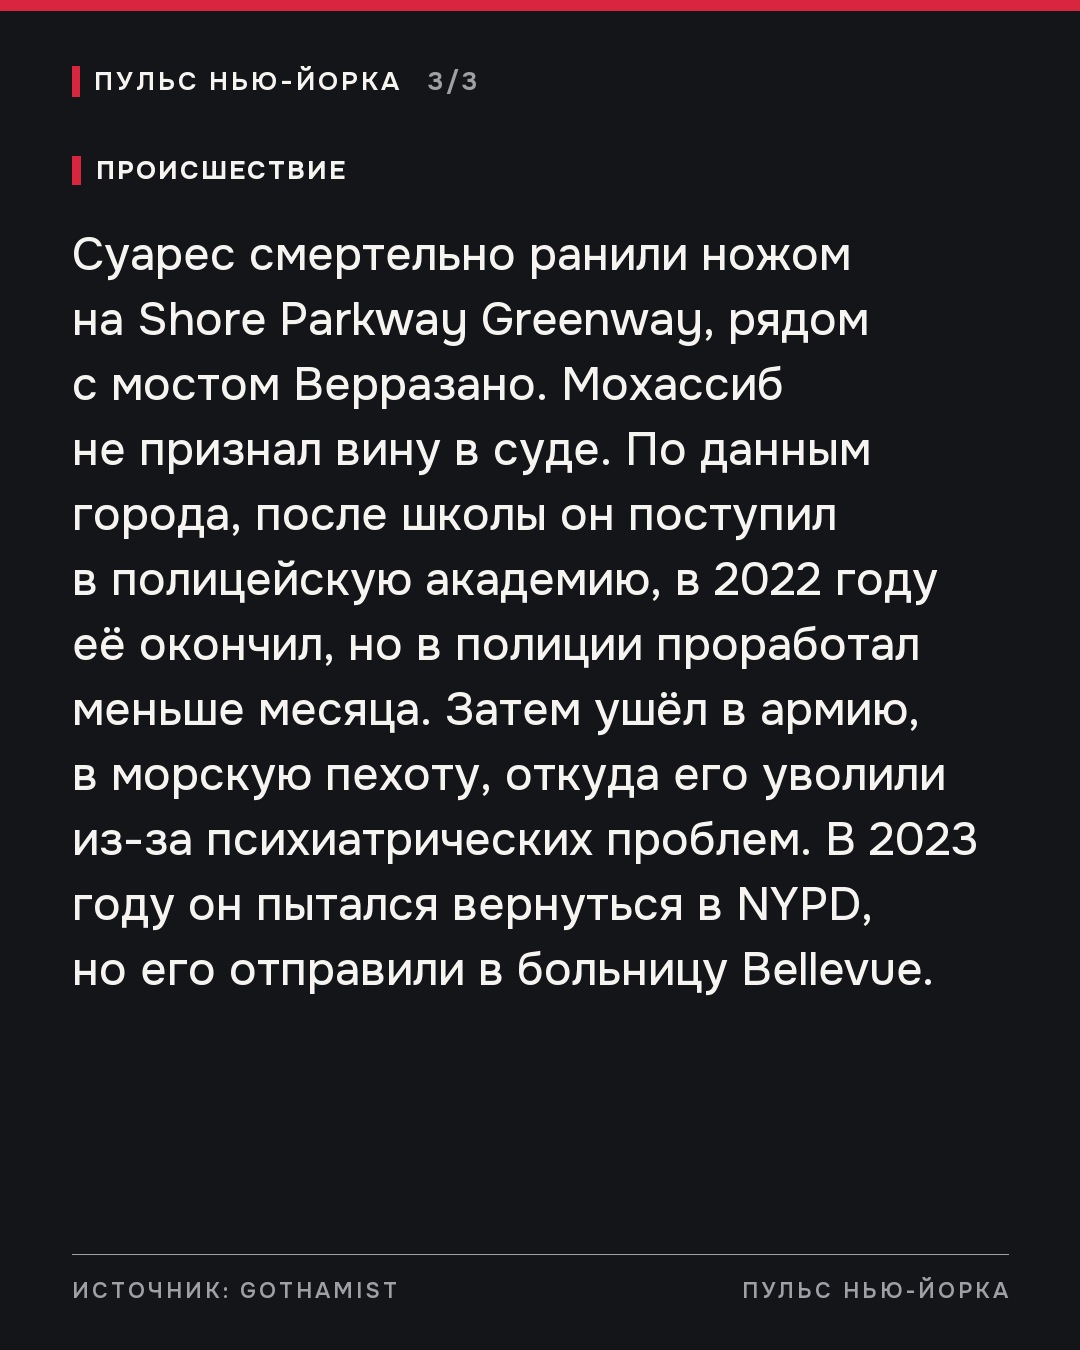 ПУЛЬС НЬЮ-ЙОРКА 3/3
ПРОИСШЕСТВИЕ
Суарес смертельно ранили ножом
на Shore Parkway Greenway, рядом
с мостом Верразано. Мохассиб
не признал вину в суде. По данным
города, после школы он поступил
в полицейскую академию, в 2022 году
её окончил, но в полиции проработал
меньше месяца. Затем ушёл в армию,
в морскую пехоту, откуда его уволили
из-за психиатрических проблем. В 2023
году он пытался вернуться в NYPD,
но его отправили в больницу Bellevue.
ИСТОЧНИК: GOTHAMIST
ПУЛЬС НЬЮ-ЙОРКА